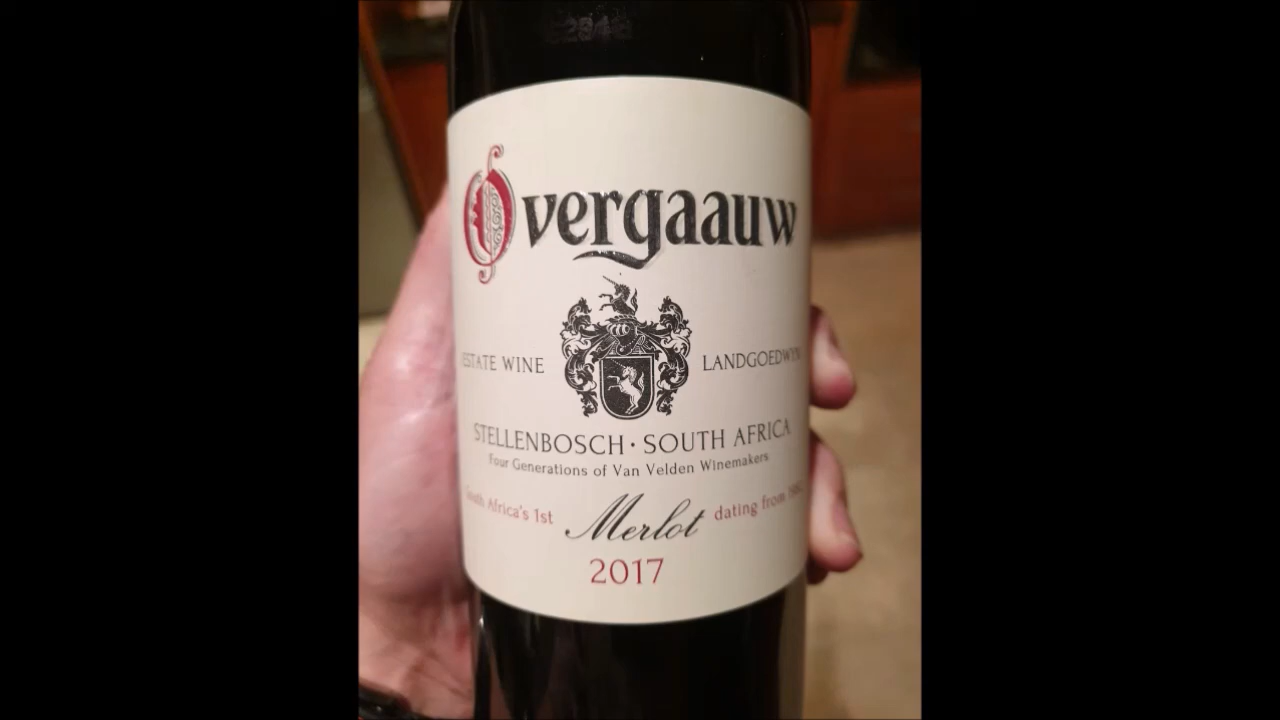 Overgaauw
ESTATE WINE LANDGOEDWYN
STELLENBOSCH · SOUTH AFRICA
Four Generations of Van Velden Winemakers
South Africa's 1st Merlot dating from
2017